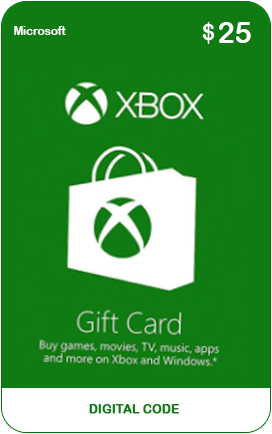 Microsoft
$25
XBOX
Gift Card
Buy games, movies, TV, music, apps
and more on Xbox and Windows.*
DIGITAL CODE